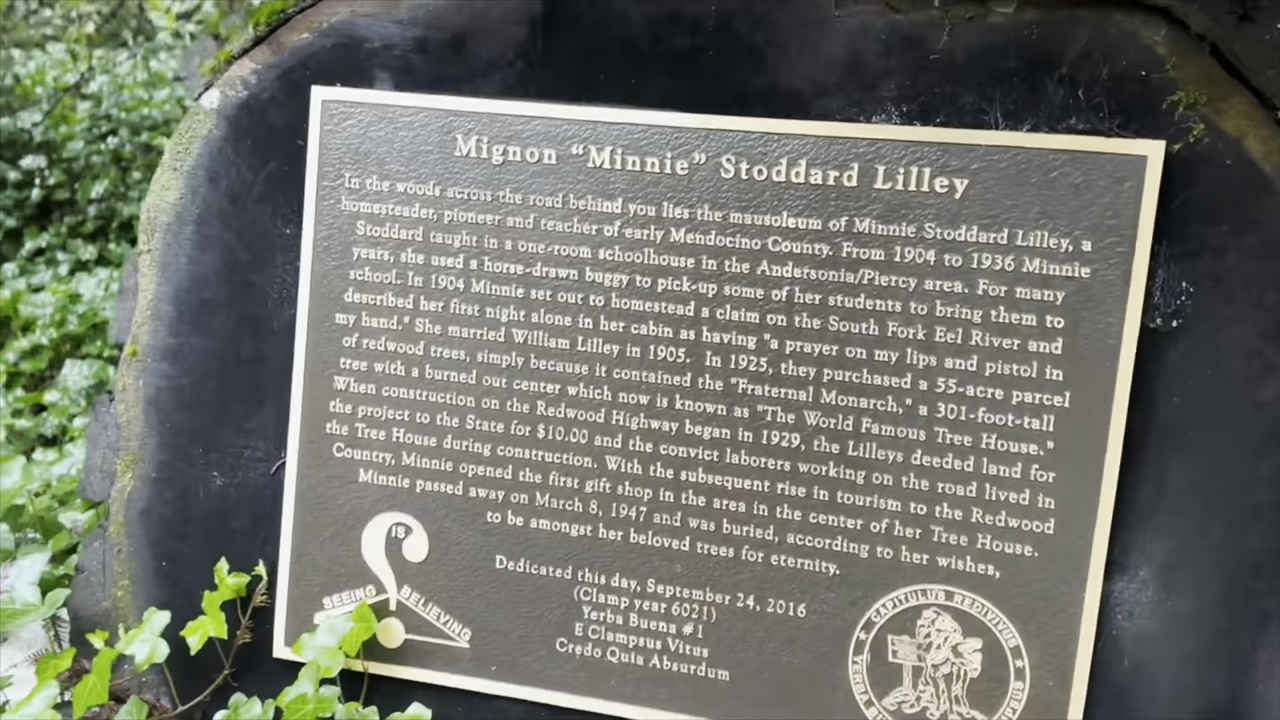 Mignon "Minnie" Stoddard Lilley
In the woods across the road behind you lies the mausoleum of Minnie Stoddard Lilley, a
homesteader, pioneer and teacher of early Mendocino County. From 1904 to 1936 Minnie
Stoddard taught in a one-room schoolhouse in the Andersonia/Piercy area. For many
years, she used a horse-drawn buggy to pick-up some of her students to bring them to
school. In 1904 Minnie set out to homestead a claim on the South Fork Eel River and
described her first night alone in her cabin as having "a prayer on my lips and pistol in
my hand." She married William Lilley in 1905. In 1925, they purchased a 55-acre parcel
of redwood trees, simply because it contained the "Fraternal Monarch," a 301-foot-tall
tree with a burned out center which now is known as "The World Famous Tree House."
When construction on the Redwood Highway began in 1929, the Lilleys deeded land for
the project to the State for $10.00 and the convict laborers working on the road lived in
the Tree House during construction. With the subsequent rise in tourism to the Redwood
Country, Minnie opened the first gift shop in the area in the center of her Tree House.
Minnie passed away on March 8, 1947 and was buried, according to her wishes,
to be amongst her beloved trees for eternity.
IS
SEEING BELIEVING
Dedicated this day, September 24, 2016
(Clamp year 6021)
Yerba Buena #1
E Clampsus Vitus
Credo Quia Absurdum
CAPITULUS REDIVIVUS
YERBA